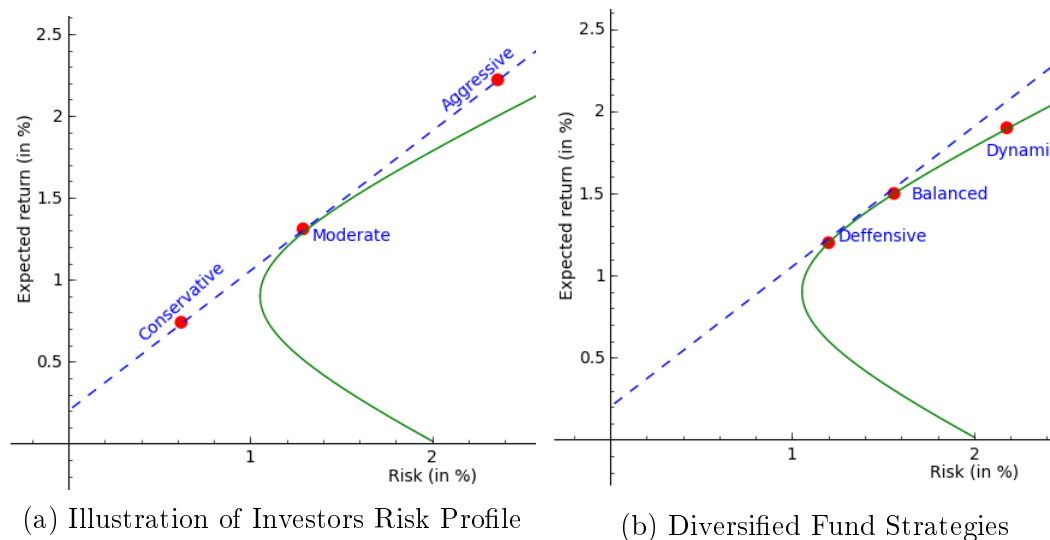 2.5
2
1.5
1
0.5
Expected return (in %)
Aggressive
Moderate
Conservative
1
2
Risk (in %)
(a) Illustration of Investors Risk Profile
2.5
2
1.5
1
0.5
Expected return (in %)
Dynami
Balanced
Deffensive
1
2
Risk (in %)
(b) Diversified Fund Strategies